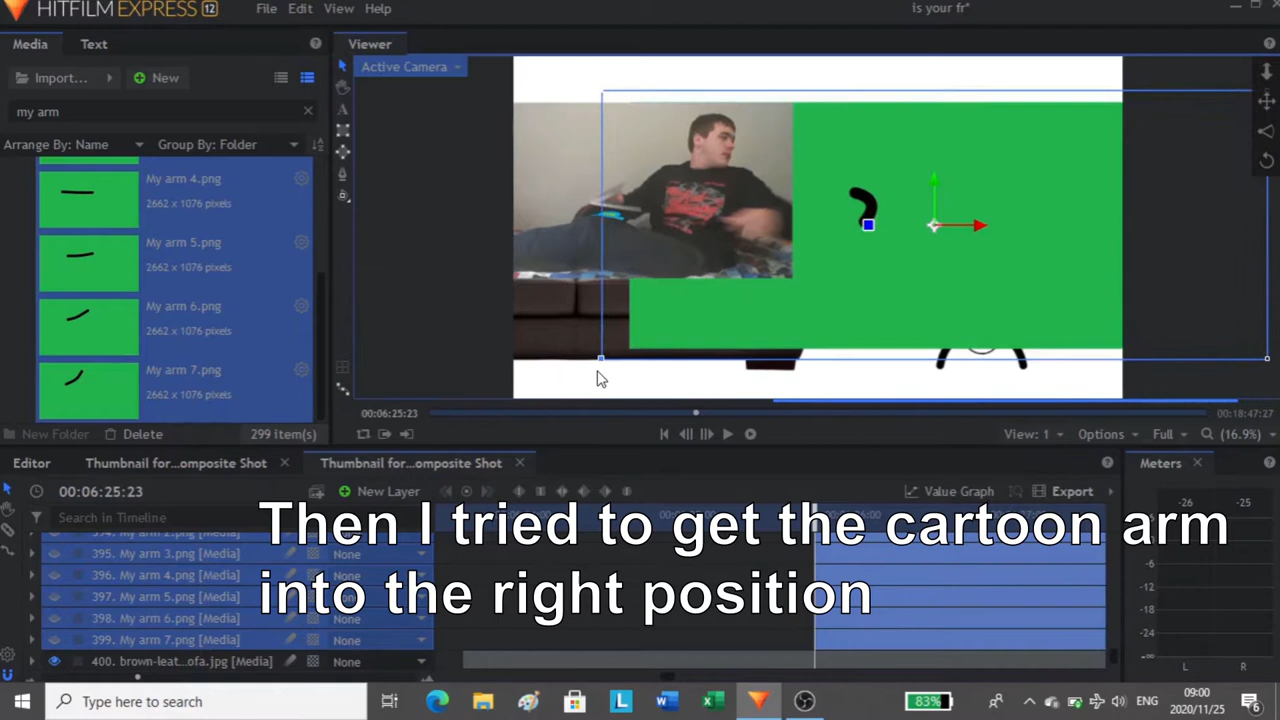 HITFILM EXPRESS 12
File Edit View Help
is your fr*
Media
Text
Viewer
Import...
New
Active Camera
my arm
Arrange By: Name
Group By: Folder
My arm 4.png
2662 x 1076 pixels
My arm 5.png
2662 x 1076 pixels
My arm 6.png
2662 x 1076 pixels
My arm 7.png
2662 x 1076 pixels
00:06:25:23
00:18:47:27
New Folder
Delete
299 item(s)
View: 1
Options
Full
(16.9%)
Editor
Thumbnail for...omposite Shot
Thumbnail for...omposite Shot
Meters
00:06:25:23
New Layer
Value Graph
Export
-26 -25
Search in Timeline
Then I tried to get the cartoon arm
into the right position
395. My arm 3.png [Media] None
396. My arm 4.png [Media] None
397. My arm 5.png [Media] None
398. My arm 6.png [Media] None
399. My arm 7.png [Media] None
400. brown-leat...ofa.jpg [Media] None
-6
-12
-18
-24
-∞
L R
Type here to search
83%
ENG
09:00
2020/11/25
6